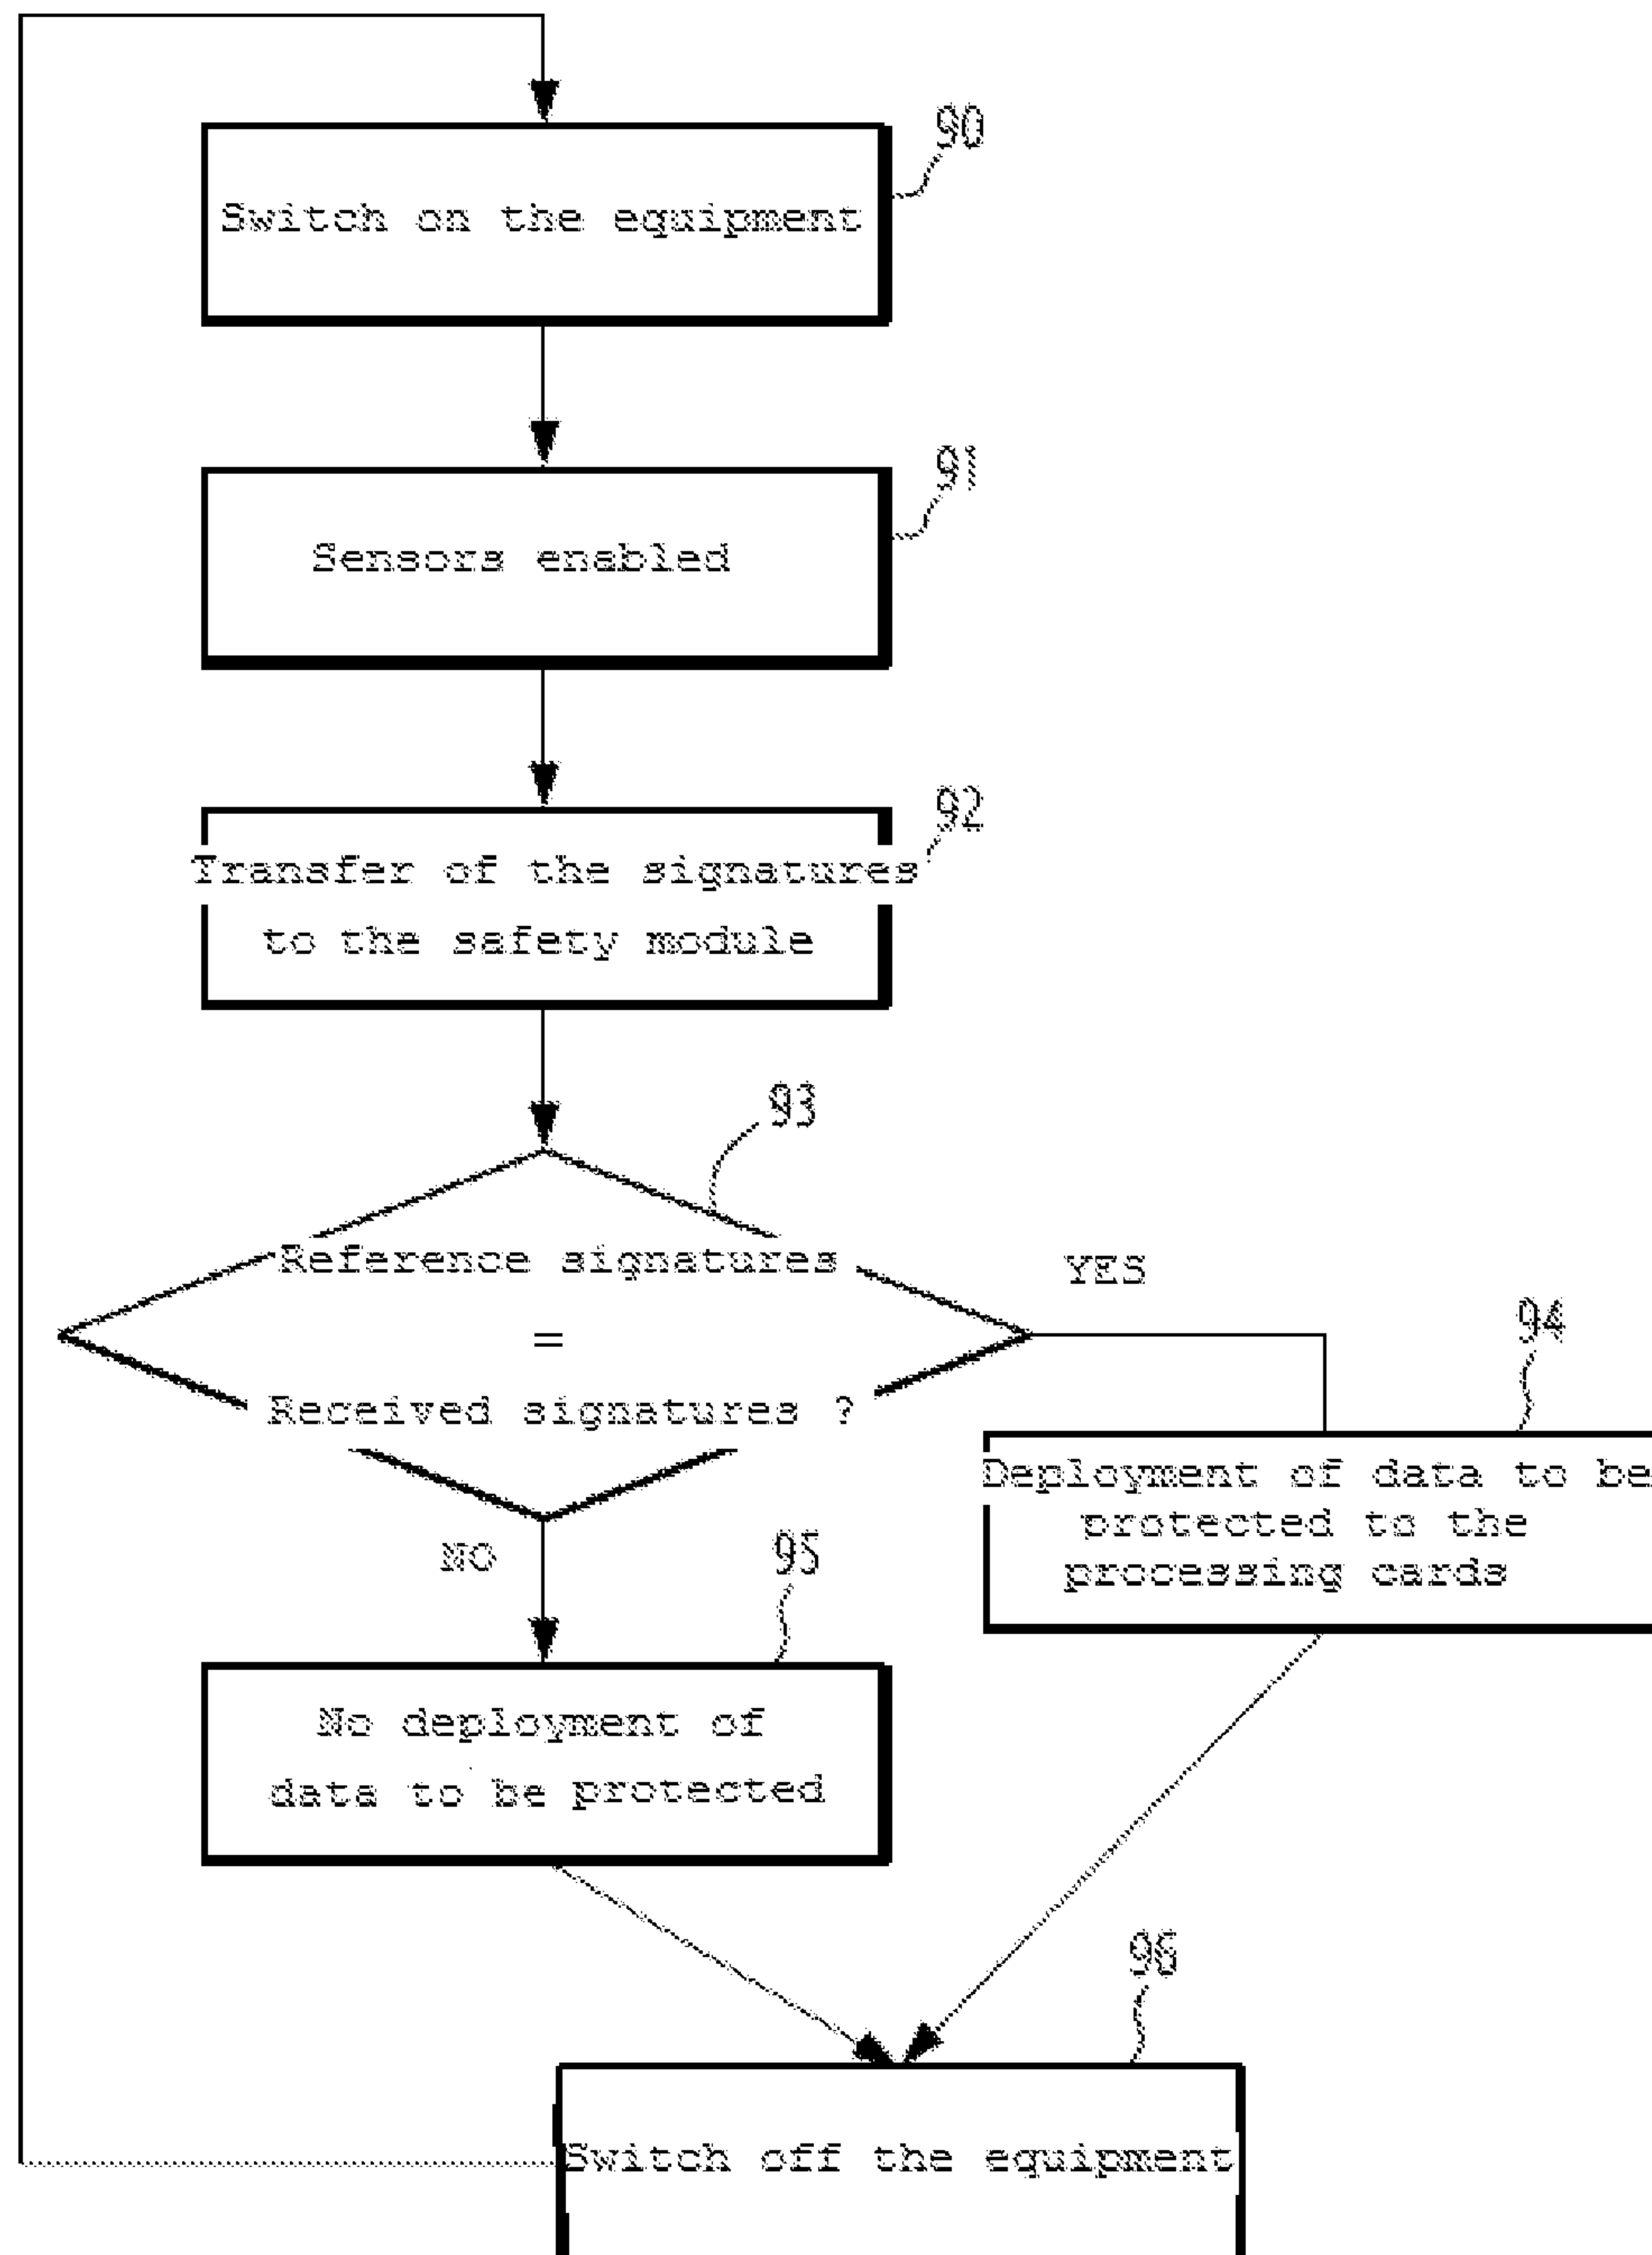 90
Switch on the equipment
91
Sensors enabled
92
Transfer of the signatures
to the safety module
93
Reference signatures
=
Received signatures ?
YES
94
Deployment of data to be
protected to the
processing cards
NO
95
No deployment of
data to be protected
96
Switch off the equipment